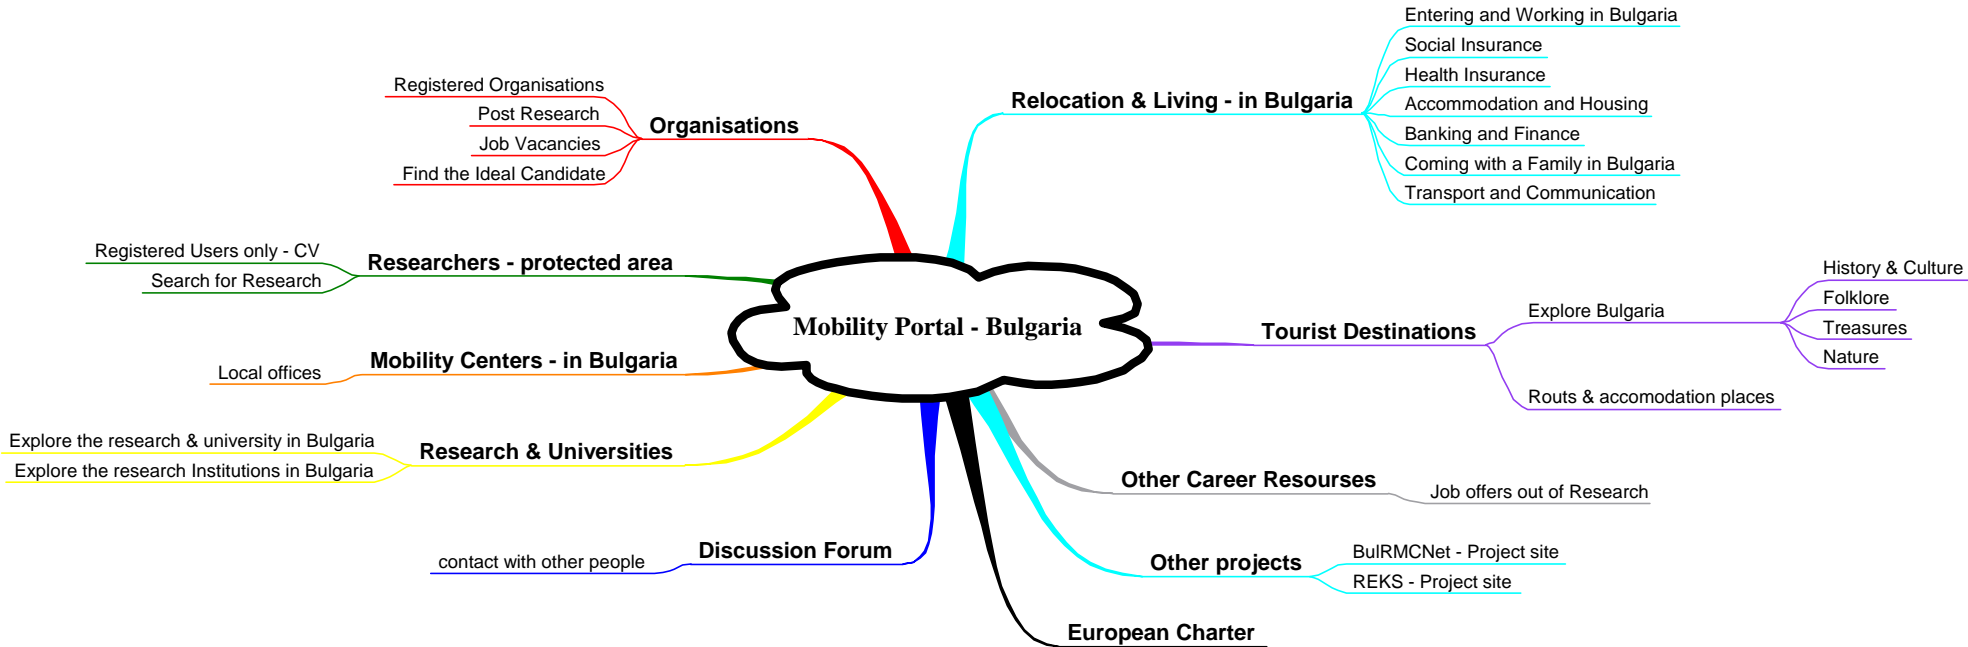 Mobility Portal - Bulgaria
Organisations
Registered Organisations
Post Research
Job Vacancies
Find the Ideal Candidate
Researchers - protected area
Registered Users only - CV
Search for Research
Mobility Centers - in Bulgaria
Local offices
Research & Universities
Explore the research & university in Bulgaria
Explore the research Institutions in Bulgaria
Discussion Forum
contact with other people
Relocation & Living - in Bulgaria
Entering and Working in Bulgaria
Social Insurance
Health Insurance
Accommodation and Housing
Banking and Finance
Coming with a Family in Bulgaria
Transport and Communication
Tourist Destinations
Explore Bulgaria
History & Culture
Folklore
Treasures
Nature
Routs & accomodation places
Other Career Resourses
Job offers out of Research
Other projects
BulRMCNet - Project site
REKS - Project site
European Charter